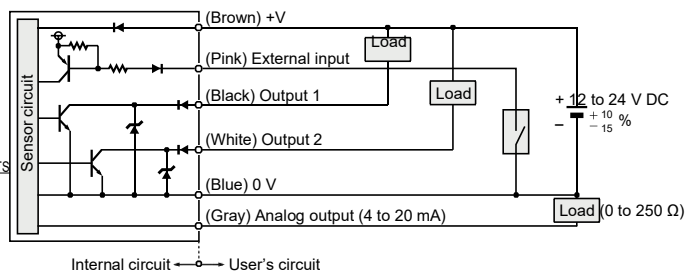 (Brown) +V
Load
(Pink) External input
(Black) Output 1
Load
+ 12 to 24 V DC
+ 10
− 15 %
−
(White) Output 2
Sensor circuit
rs
(Blue) 0 V
(Gray) Analog output (4 to 20 mA)
Load (0 to 250 Ω)
Internal circuit
User's circuit